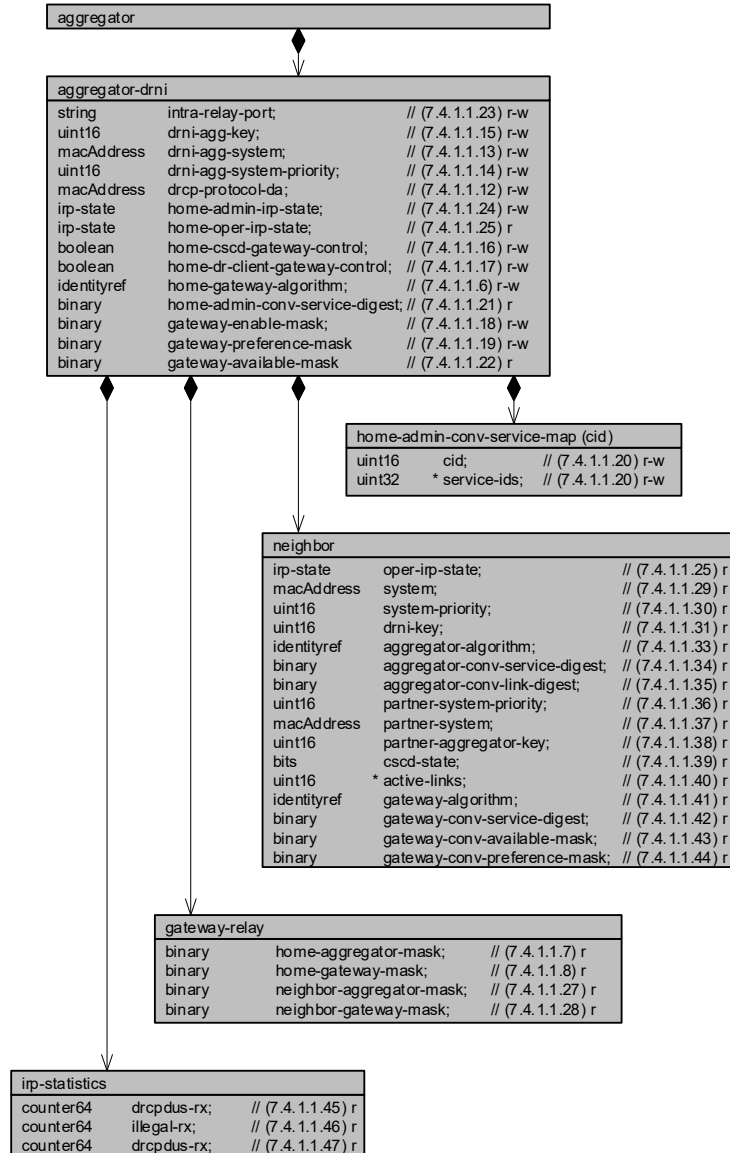 aggregator
aggregator-drni
string intra-relay-port; // (7.4.1.1.23) r-w
uint16 drni-agg-key; // (7.4.1.1.15) r-w
macAddress drni-agg-system; // (7.4.1.1.13) r-w
uint16 drni-agg-system-priority; // (7.4.1.1.14) r-w
macAddress drcp-protocol-da; // (7.4.1.1.12) r-w
irp-state home-admin-irp-state; // (7.4.1.1.24) r-w
irp-state home-oper-irp-state; // (7.4.1.1.25) r
boolean home-cscd-gateway-control; // (7.4.1.1.16) r-w
boolean home-dr-client-gateway-control; // (7.4.1.1.17) r-w
identityref home-gateway-algorithm; // (7.4.1.1.6) r-w
binary home-admin-conv-service-digest; // (7.4.1.1.21) r
binary gateway-enable-mask; // (7.4.1.1.18) r-w
binary gateway-preference-mask // (7.4.1.1.19) r-w
binary gateway-available-mask // (7.4.1.1.22) r
home-admin-conv-service-map (cid)
uint16 cid; // (7.4.1.1.20) r-w
uint32 * service-ids; // (7.4.1.1.20) r-w
neighbor
irp-state oper-irp-state; // (7.4.1.1.25) r
macAddress system; // (7.4.1.1.29) r
uint16 system-priority; // (7.4.1.1.30) r
uint16 drni-key; // (7.4.1.1.31) r
identityref aggregator-algorithm; // (7.4.1.1.33) r
binary aggregator-conv-service-digest; // (7.4.1.1.34) r
binary aggregator-conv-link-digest; // (7.4.1.1.35) r
uint16 partner-system-priority; // (7.4.1.1.36) r
macAddress partner-system; // (7.4.1.1.37) r
uint16 partner-aggregator-key; // (7.4.1.1.38) r
bits cscd-state; // (7.4.1.1.39) r
uint16 * active-links; // (7.4.1.1.40) r
identityref gateway-algorithm; // (7.4.1.1.41) r
binary gateway-conv-service-digest; // (7.4.1.1.42) r
binary gateway-conv-available-mask; // (7.4.1.1.43) r
binary gateway-conv-preference-mask; // (7.4.1.1.44) r
gateway-relay
binary home-aggregator-mask; // (7.4.1.1.7) r
binary home-gateway-mask; // (7.4.1.1.8) r
binary neighbor-aggregator-mask; // (7.4.1.1.27) r
binary neighbor-gateway-mask; // (7.4.1.1.28) r
irp-statistics
counter64 drcpdus-rx; // (7.4.1.1.45) r
counter64 illegal-rx; // (7.4.1.1.46) r
counter64 drcpdus-rx; // (7.4.1.1.47) r